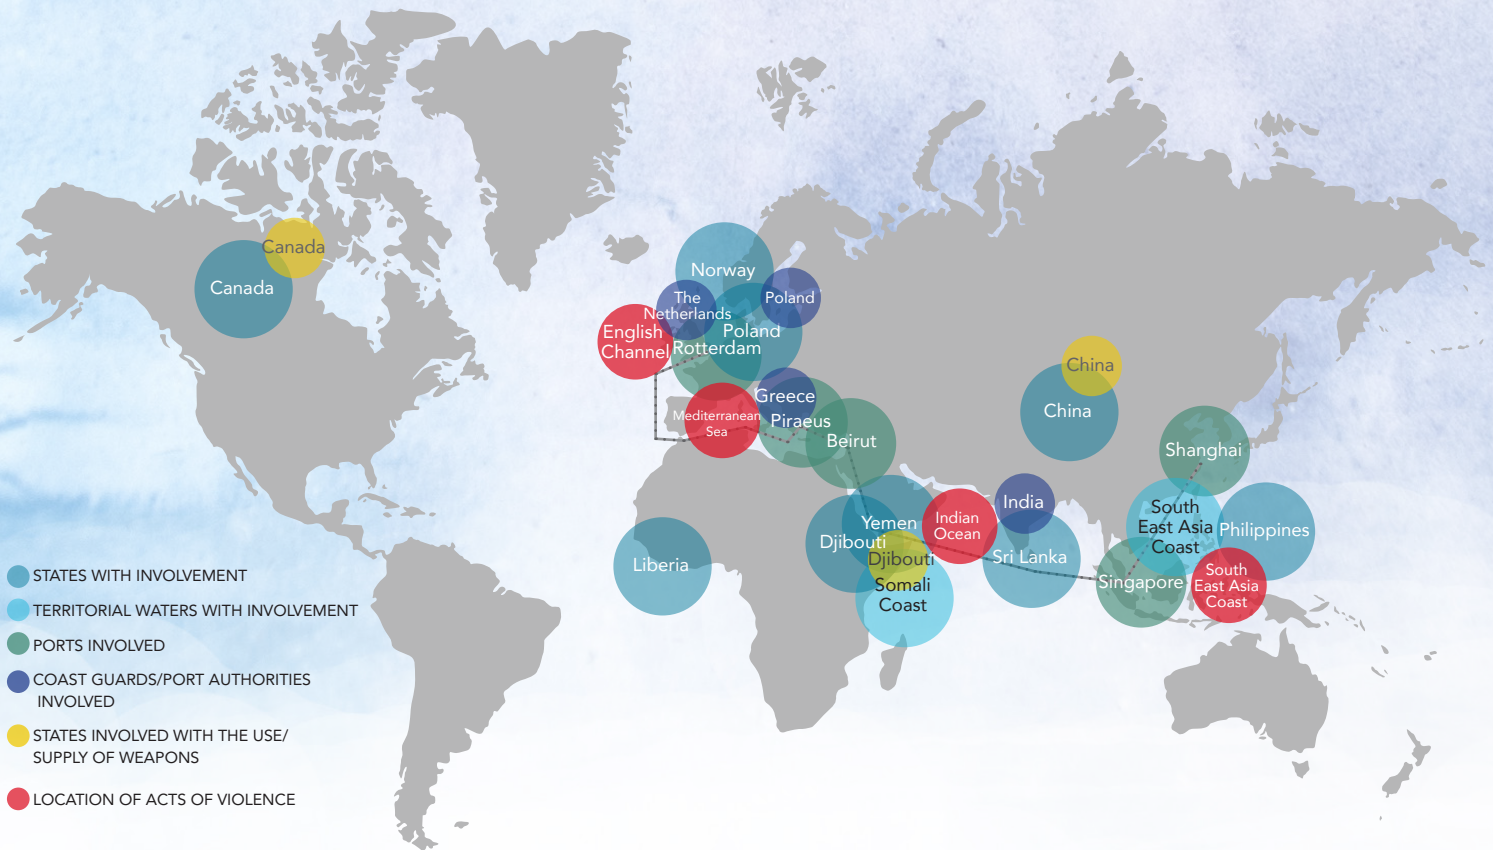 Canada
Canada
Norway
The
Netherlands
Poland
Poland
English
Channel
Rotterdam
Greece
Mediterranean
Sea
Piraeus
Beirut
China
China
Shanghai
India
Indian
Ocean
Yemen
Djibouti
Djibouti
Somali
Coast
Sri Lanka
South
East Asia
Coast
Philippines
Singapore
South
East Asia
Coast
Liberia
STATES WITH INVOLVEMENT
TERRITORIAL WATERS WITH INVOLVEMENT
PORTS INVOLVED
COAST GUARDS/PORT AUTHORITIES
INVOLVED
STATES INVOLVED WITH THE USE/
SUPPLY OF WEAPONS
LOCATION OF ACTS OF VIOLENCE